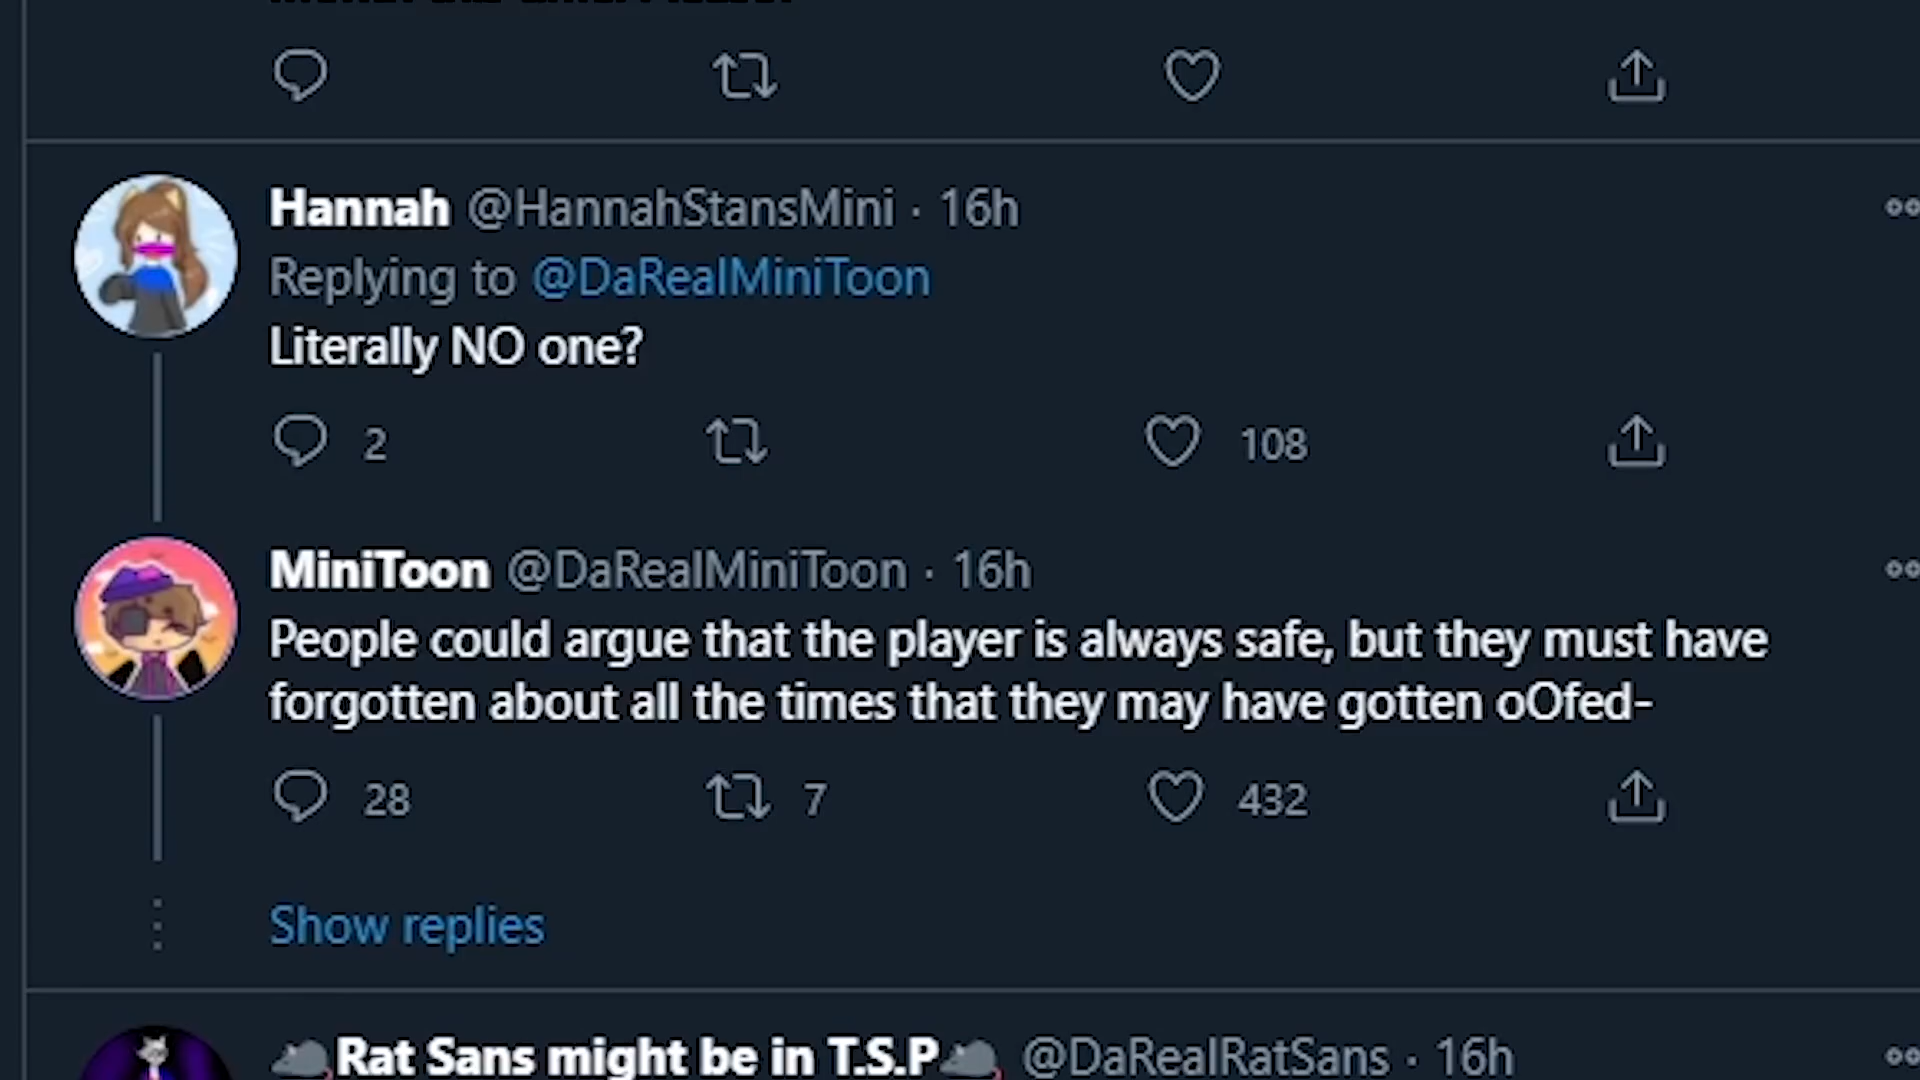 Hannah @HannahStansMini · 16h
Replying to @DaRealMiniToon
Literally NO one?
2 108
MiniToon @DaRealMiniToon · 16h
People could argue that the player is always safe, but they must have
forgotten about all the times that they may have gotten oOfed-
28 7 432
Show replies
🐀Rat Sans might be in T.S.P🐀 @DaRealRatSans · 16h